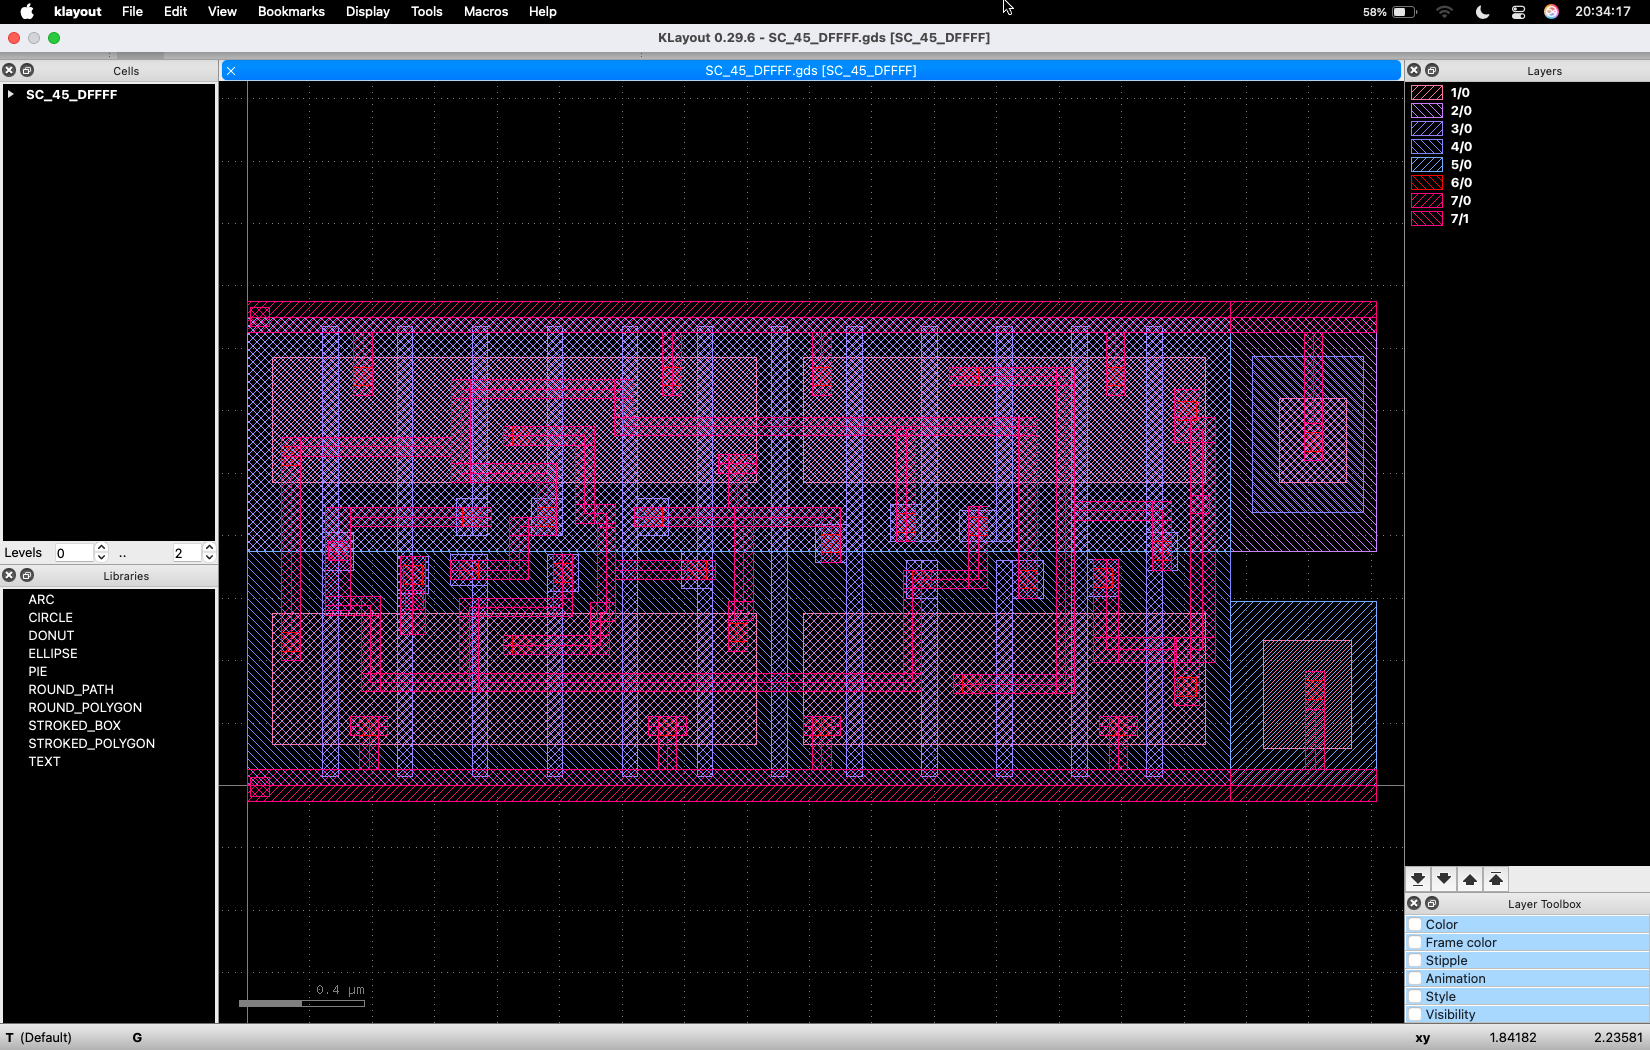 klayout File Edit View Bookmarks Display Tools Macros Help 58% 20:34:17
KLayout 0.29.6 - SC_45_DFFFF.gds [SC_45_DFFFF]
Cells
SC_45_DFFFF
Levels 0 .. 2
Libraries
ARC
CIRCLE
DONUT
ELLIPSE
PIE
ROUND_PATH
ROUND_POLYGON
STROKED_BOX
STROKED_POLYGON
TEXT
SC_45_DFFFF.gds [SC_45_DFFFF]
0.4 µm
Layers
1/0
2/0
3/0
4/0
5/0
6/0
7/0
7/1
Layer Toolbox
Color
Frame color
Stipple
Animation
Style
Visibility
T (Default) G xy 1.84182 2.23581